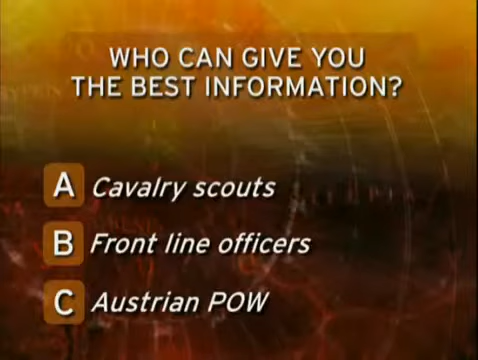 WHO CAN GIVE YOU
THE BEST INFORMATION?
A Cavalry scouts
B Front line officers
C Austrian POW